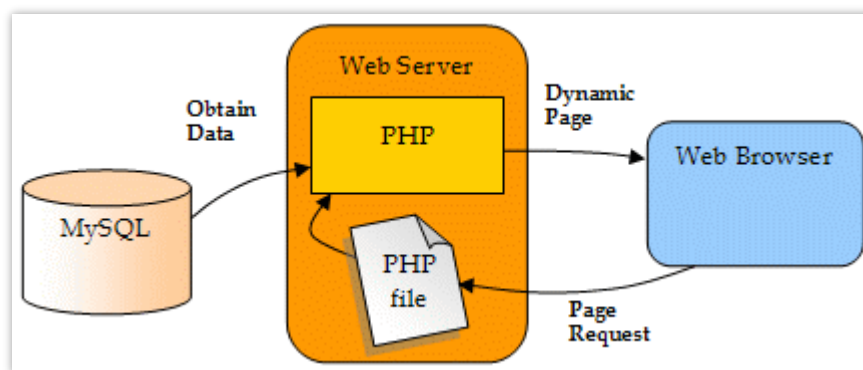 Web Server
Obtain
Data
PHP
Dynamic
Page
Web Browser
MySQL
PHP
file
Page
Request